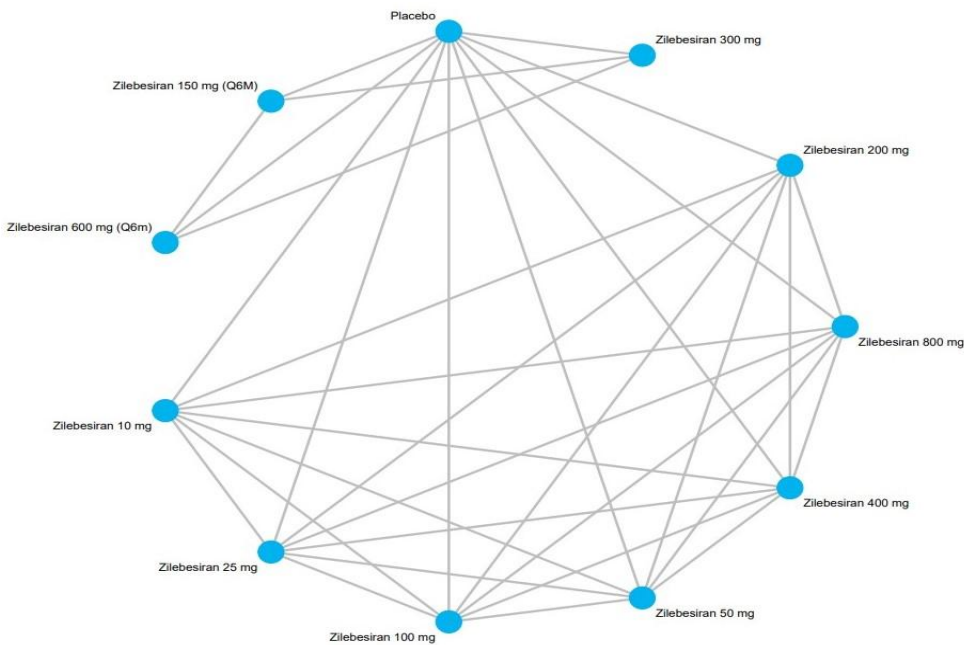 Placebo
Zilebesiran 300 mg
Zilebesiran 150 mg (Q6M)
Zilebesiran 200 mg
Zilebesiran 600 mg (Q6m)
Zilebesiran 800 mg
Zilebesiran 10 mg
Zilebesiran 400 mg
Zilebesiran 25 mg
Zilebesiran 50 mg
Zilebesiran 100 mg